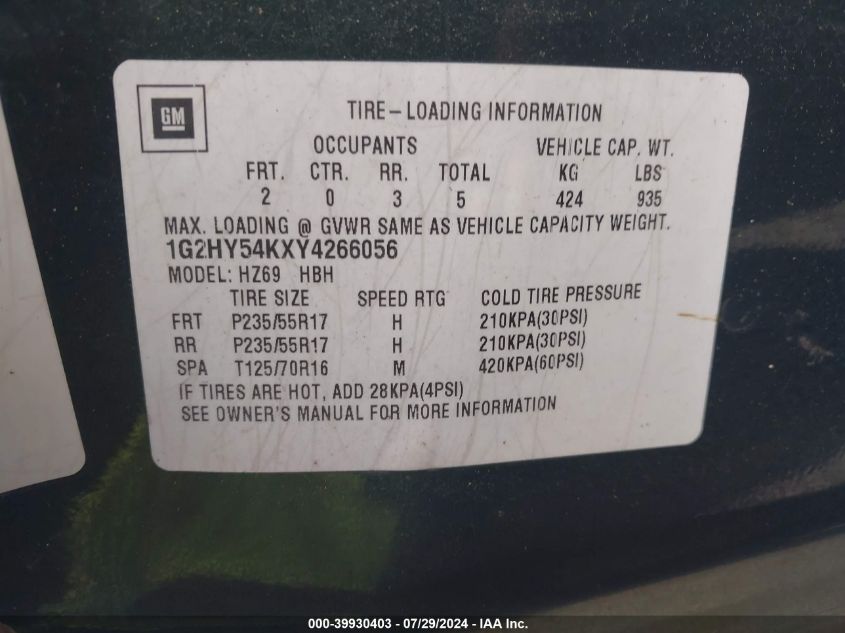 GM
TIRE-LOADING INFORMATION
OCCUPANTS VEHICLE CAP. WT.
FRT. CTR. RR. TOTAL KG LBS
2 0 3 5 424 935
MAX. LOADING @ GVWR SAME AS VEHICLE CAPACITY WEIGHT.
1G2HY54KXY4266056
MODEL: HZ69 HBH
TIRE SIZE SPEED RTG COLD TIRE PRESSURE
FRT P235/55R17 H 210KPA(30PSI)
RR P235/55R17 H 210KPA(30PSI)
SPA T125/70R16 M 420KPA(60PSI)
IF TIRES ARE HOT, ADD 28KPA(4PSI)
SEE OWNER'S MANUAL FOR MORE INFORMATION
000-39930403 - 07/29/2024 - IAA Inc.